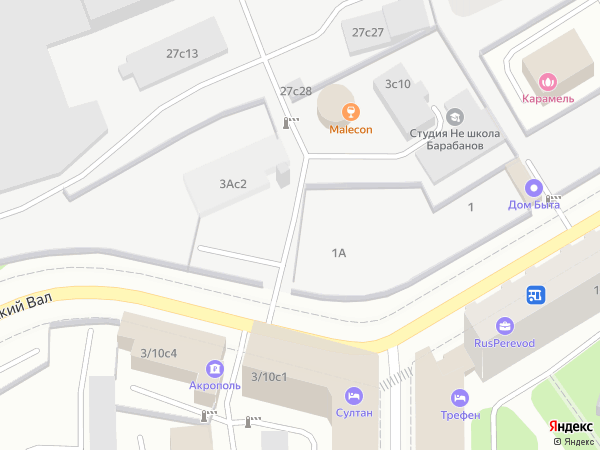 27с27
27с13
3с10
27с28
Карамель
Malecon
Студия Не школа
Барабанов
3Ас2
Дом Быта
1
1А
кий Вал
1
RusPerevod
3/10с4
Акрополь
3/10с1
Султан
Трефен
Яндекс
© Яндекс